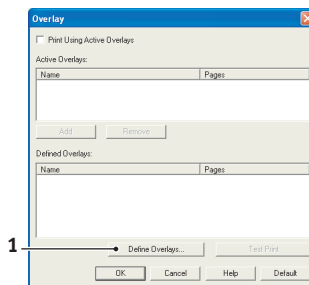 Overlay
Print Using Active Overlays
Active Overlays:
Name Pages
Add Remove
Defined Overlays:
Name Pages
1 Define Overlays... Test Print
OK Cancel Help Default